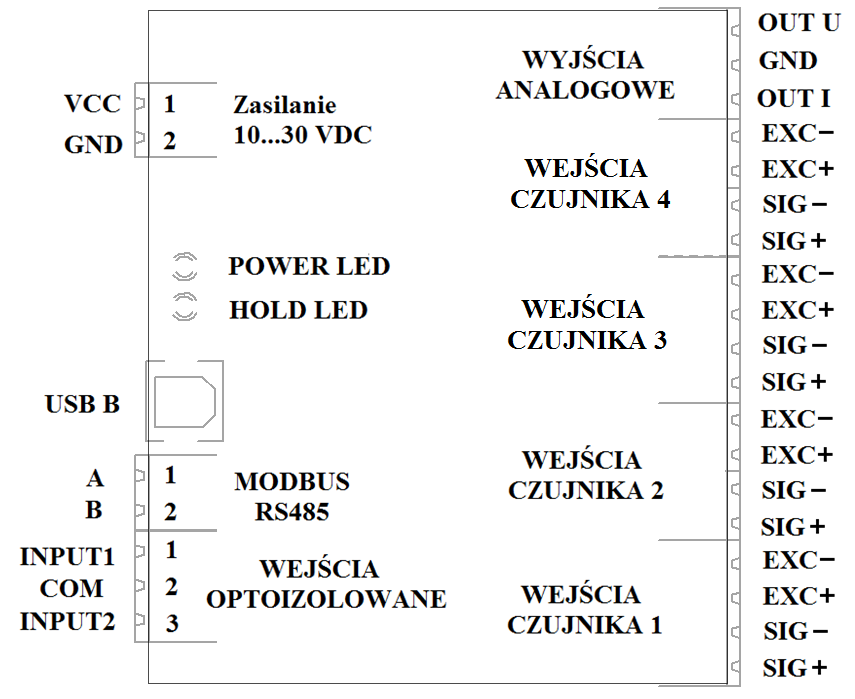 OUT U
WYJŚCIA
ANALOGOWE
GND
OUT I
VCC
1
Zasilanie
10...30 VDC
GND
2
EXC−
EXC+
WEJŚCIA
CZUJNIKA 4
SIG−
SIG+
POWER LED
HOLD LED
EXC−
EXC+
WEJŚCIA
CZUJNIKA 3
SIG−
SIG+
USB B
EXC−
EXC+
WEJŚCIA
CZUJNIKA 2
SIG−
SIG+
A
1
MODBUS
RS485
B
2
INPUT1
1
COM
2
WEJŚCIA
OPTOIZOLOWANE
INPUT2
3
EXC−
EXC+
WEJŚCIA
CZUJNIKA 1
SIG−
SIG+